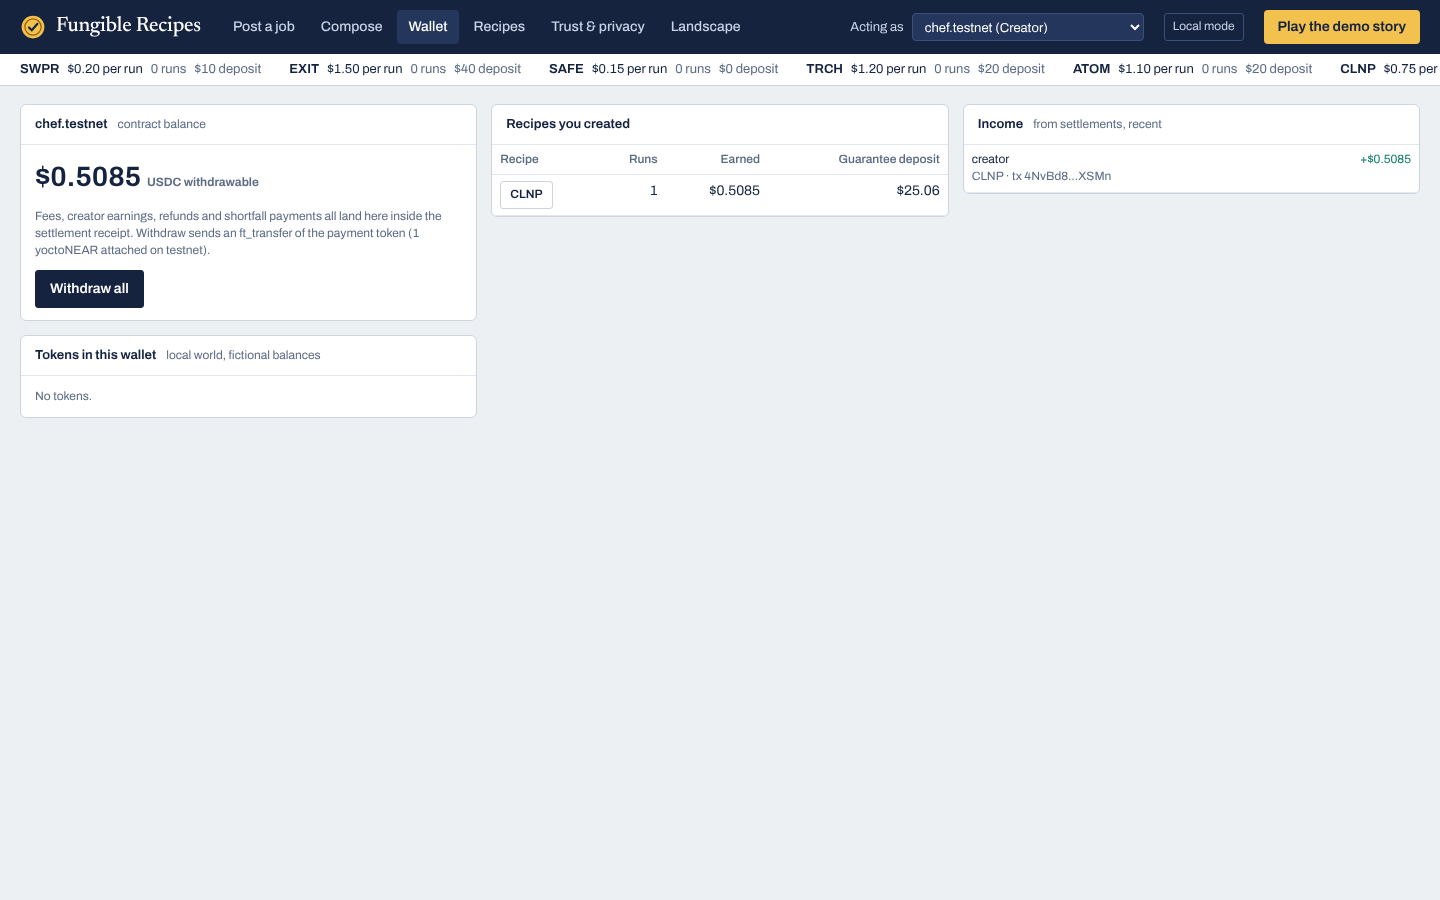 Fungible Recipes
Post a job
Compose
Wallet
Recipes
Trust & privacy
Landscape
Acting as
chef.testnet (Creator)
Local mode
Play the demo story
SWPR $0.20 per run 0 runs $10 deposit
EXIT $1.50 per run 0 runs $40 deposit
SAFE $0.15 per run 0 runs $0 deposit
TRCH $1.20 per run 0 runs $20 deposit
ATOM $1.10 per run 0 runs $20 deposit
CLNP $0.75 per
chef.testnet contract balance
$0.5085 USDC withdrawable
Fees, creator earnings, refunds and shortfall payments all land here inside the
settlement receipt. Withdraw sends an ft_transfer of the payment token (1
yoctoNEAR attached on testnet).
Withdraw all
Tokens in this wallet local world, fictional balances
No tokens.
Recipes you created
Recipe Runs Earned Guarantee deposit
CLNP 1 $0.5085 $25.06
Income from settlements, recent
creator +$0.5085
CLNP · tx 4NvBd8…XSMn